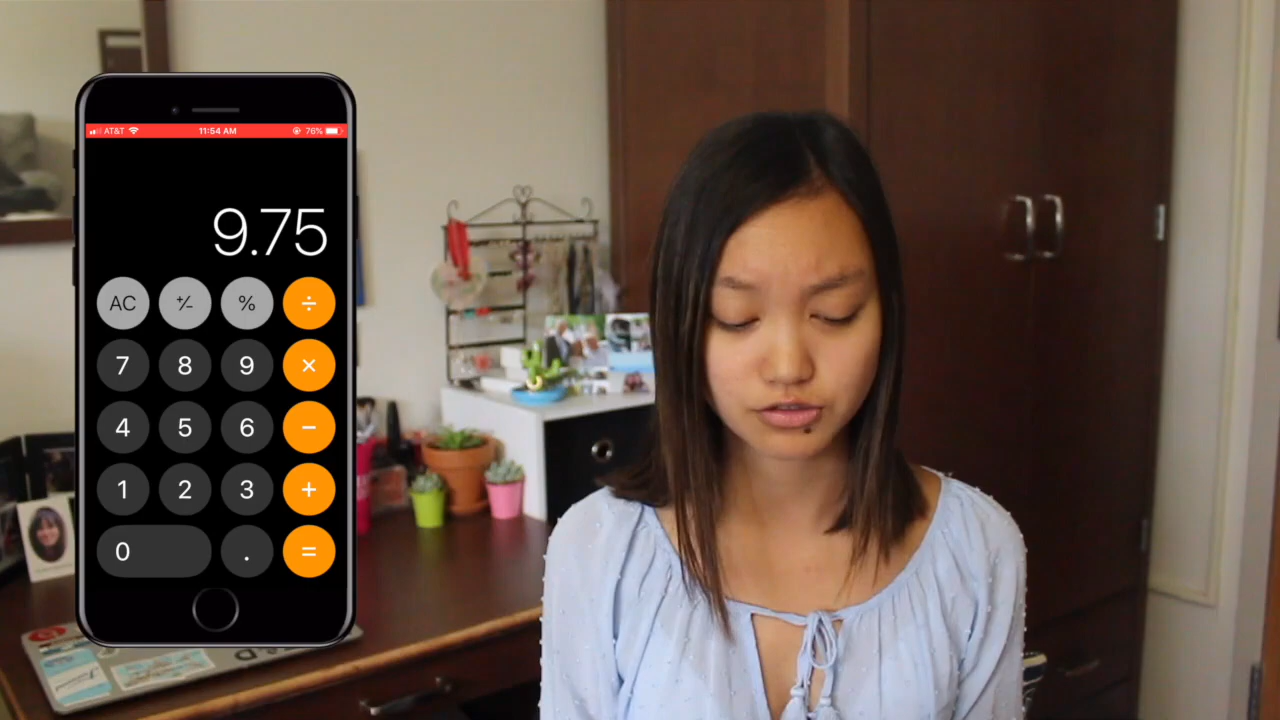 AT&T 11:54 AM 76%
9.75
AC +/- % ÷
7 8 9 ×
4 5 6 −
1 2 3 +
0 . =